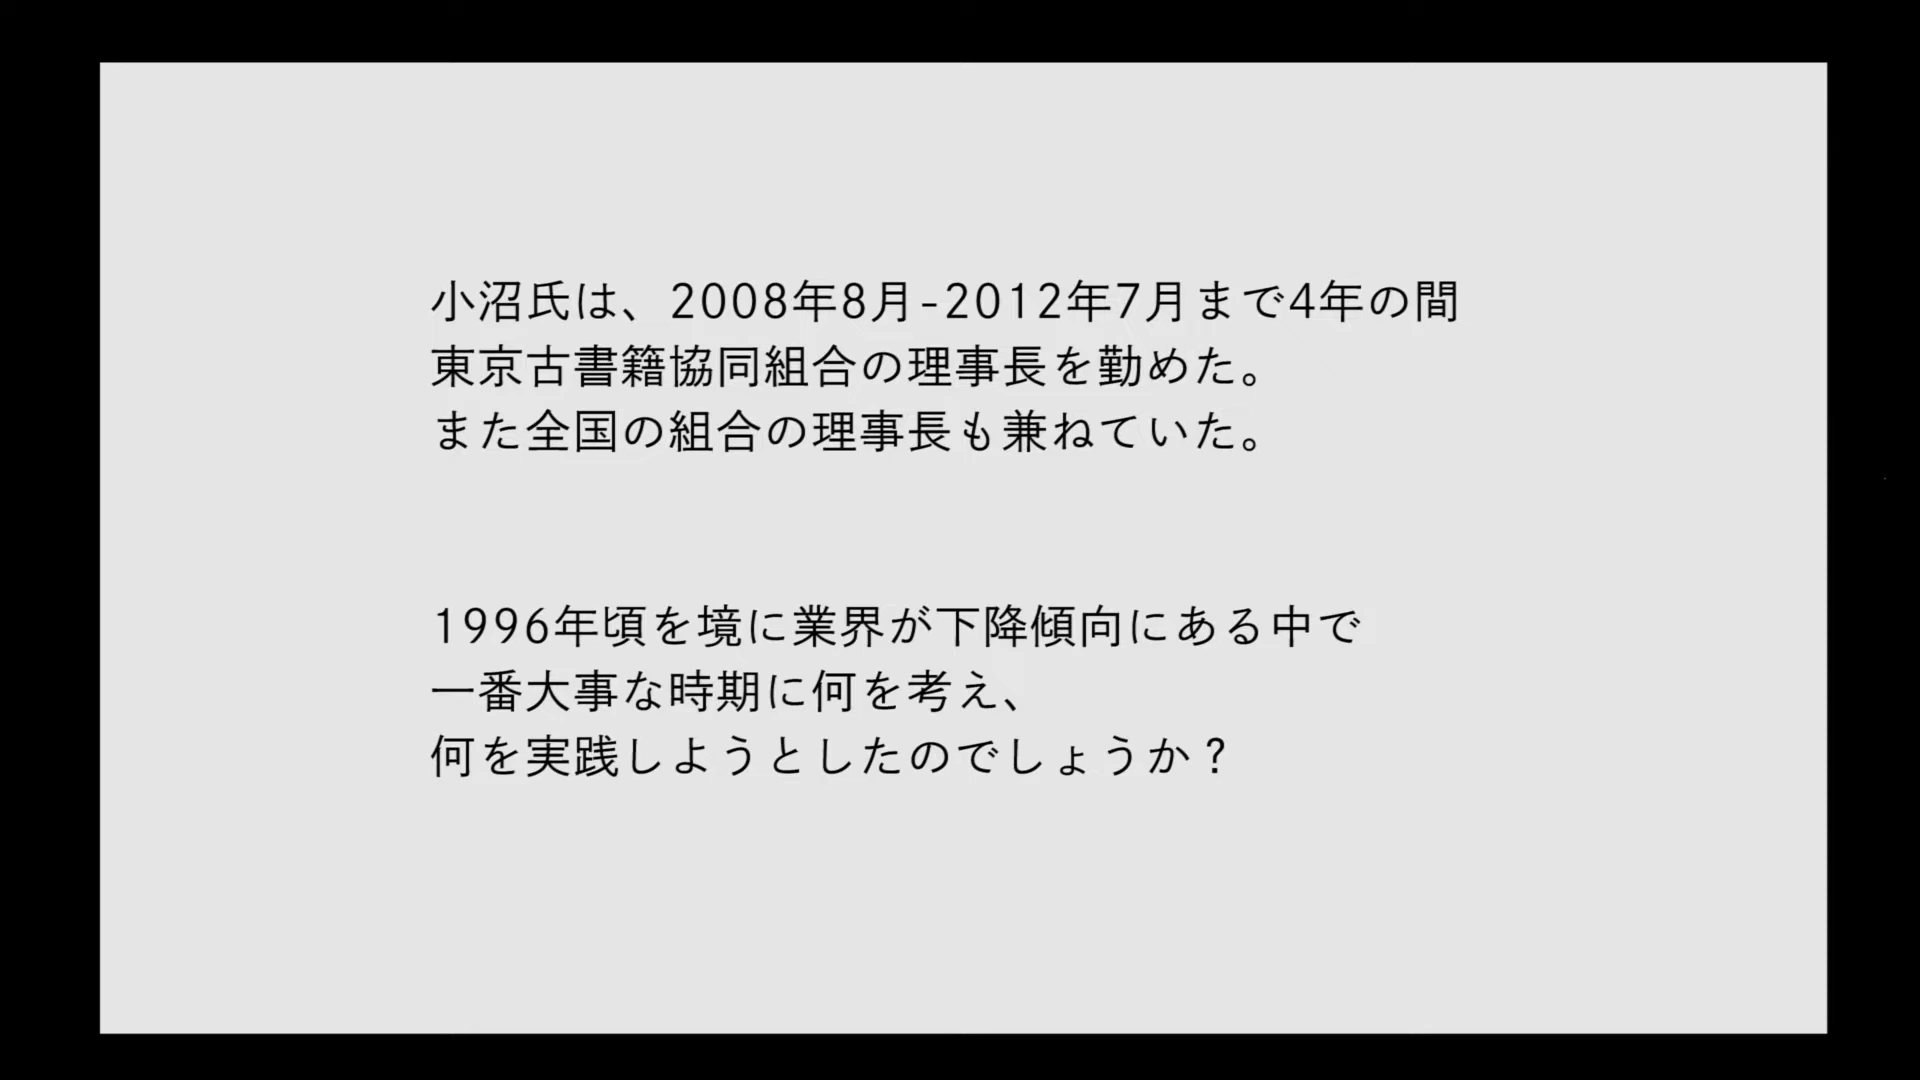 小沼氏は、2008年8月-2012年7月まで4年の間
東京古書籍協同組合の理事長を勤めた。
また全国の組合の理事長も兼ねていた。
1996年頃を境に業界が下降傾向にある中で
一番大事な時期に何を考え、
何を実践しようとしたのでしょうか？